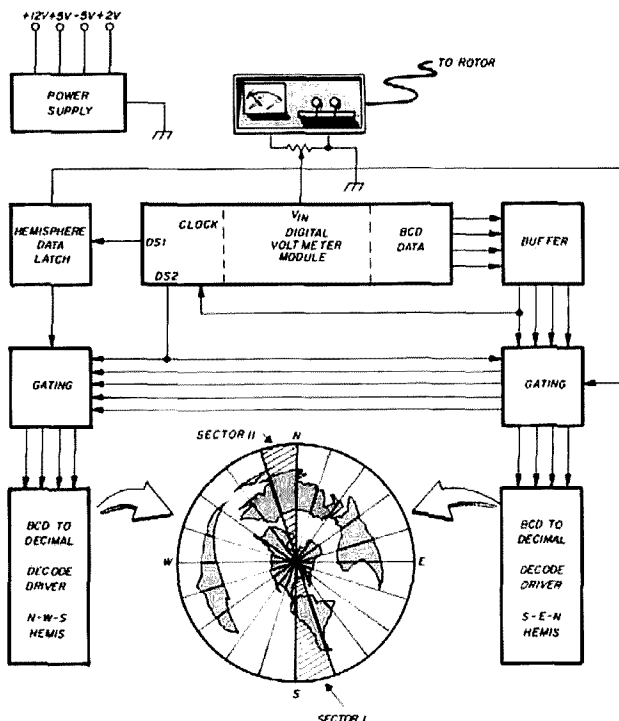 +12V +5V -5V +2V
POWER
SUPPLY
TO ROTOR
HEMISPHERE
DATA
LATCH
DS1
CLOCK
DS2
VIN
DIGITAL
VOLT METER
MODULE
BCD
DATA
BUFFER
GATING
GATING
SECTOR II
N
W
E
S
SECTOR I
BCD TO
DECIMAL
DECODE
DRIVER
N-W-S
HEMIS
BCD TO
DECIMAL
DECODE
DRIVER
S-E-N
HEMIS